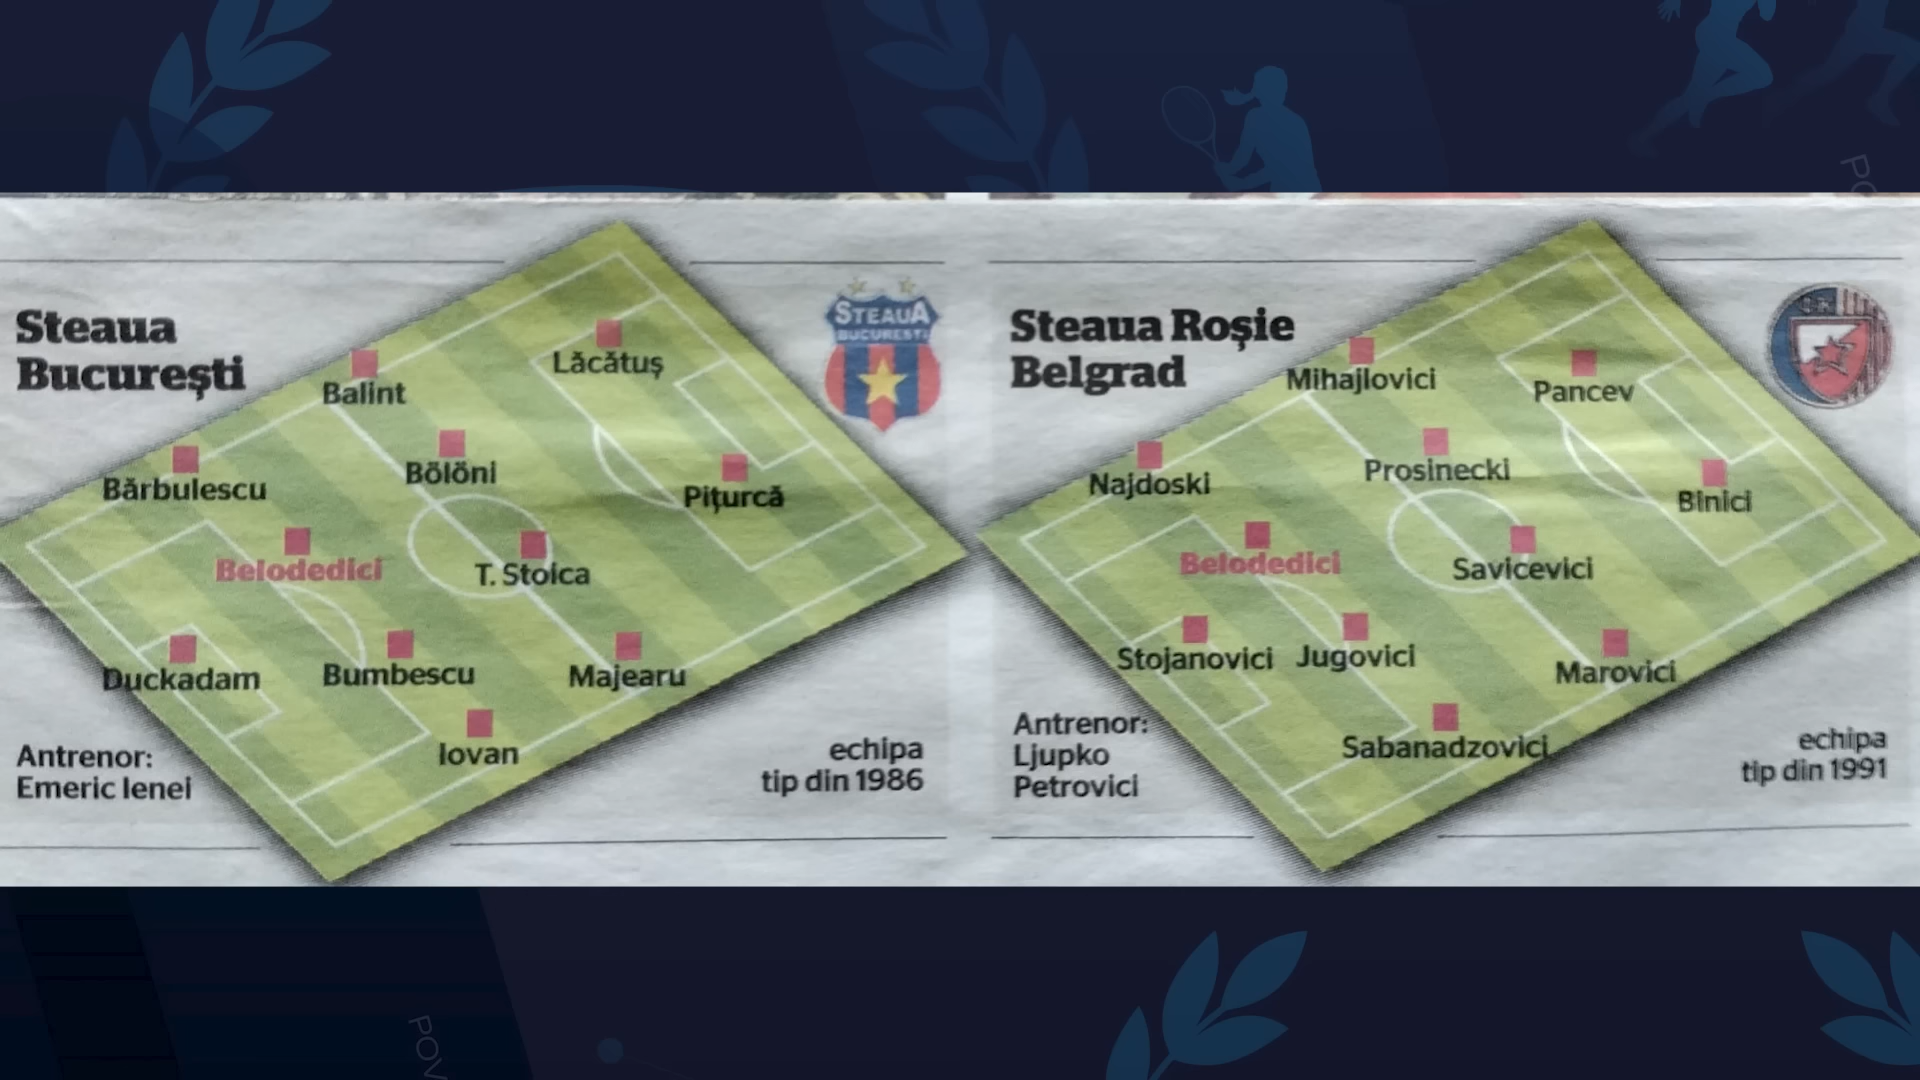 Steaua
București
STEAUA
BUCUREȘTI
Balint
Lăcătuș
Bărbulescu
Bölöni
Pițurcă
Belodedici
T. Stoica
Duckadam
Bumbescu
Majearu
Iovan
Antrenor:
Emeric Ienei
echipa
tip din 1986
Steaua Roșie
Belgrad
Mihajlovici
Pancev
Najdoski
Prosinecki
Binici
Belodedici
Savicevici
Stojanovici
Jugovici
Marovici
Sabanadzovici
Antrenor:
Ljupko
Petrovici
echipa
tip din 1991
POV